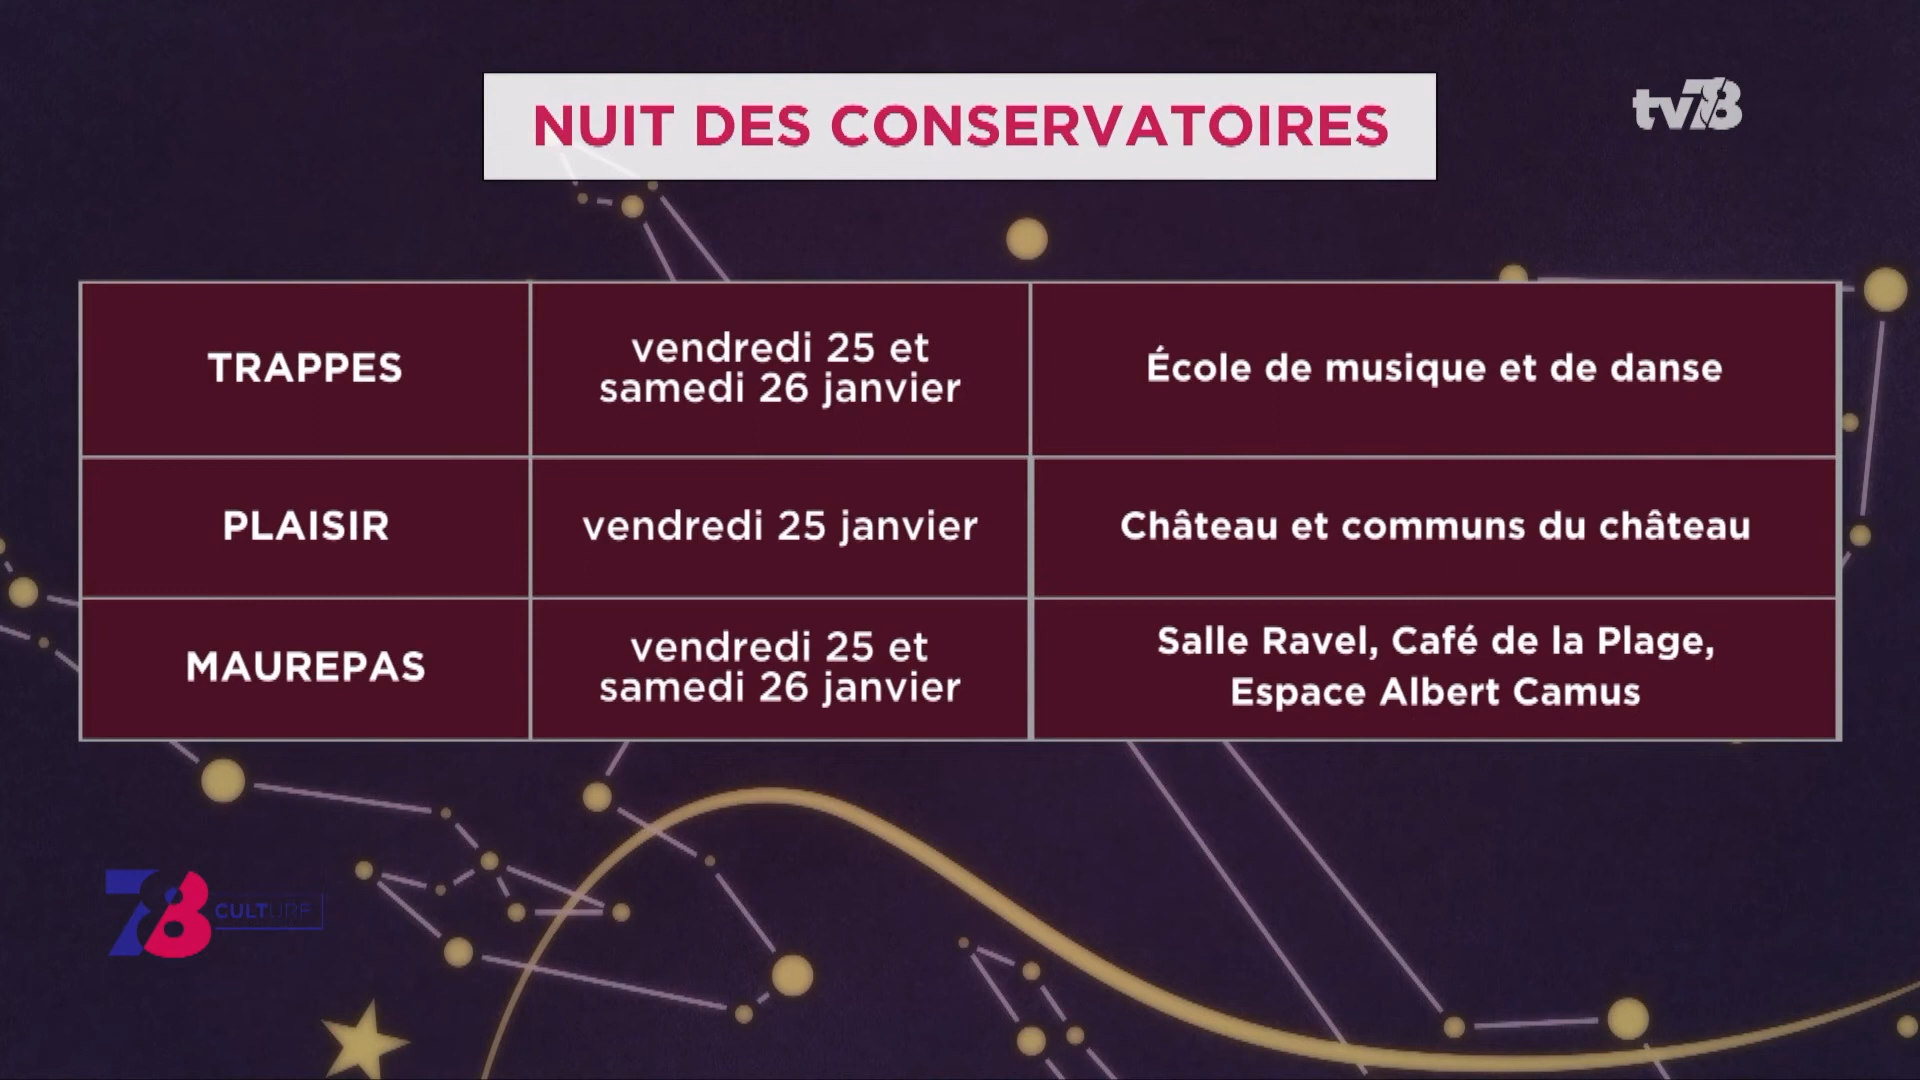 NUIT DES CONSERVATOIRES
tv78
TRAPPES
vendredi 25 et
samedi 26 janvier
École de musique et de danse
PLAISIR
vendredi 25 janvier
Château et communs du château
MAUREPAS
vendredi 25 et
samedi 26 janvier
Salle Ravel, Café de la Plage,
Espace Albert Camus
78 CULTURE